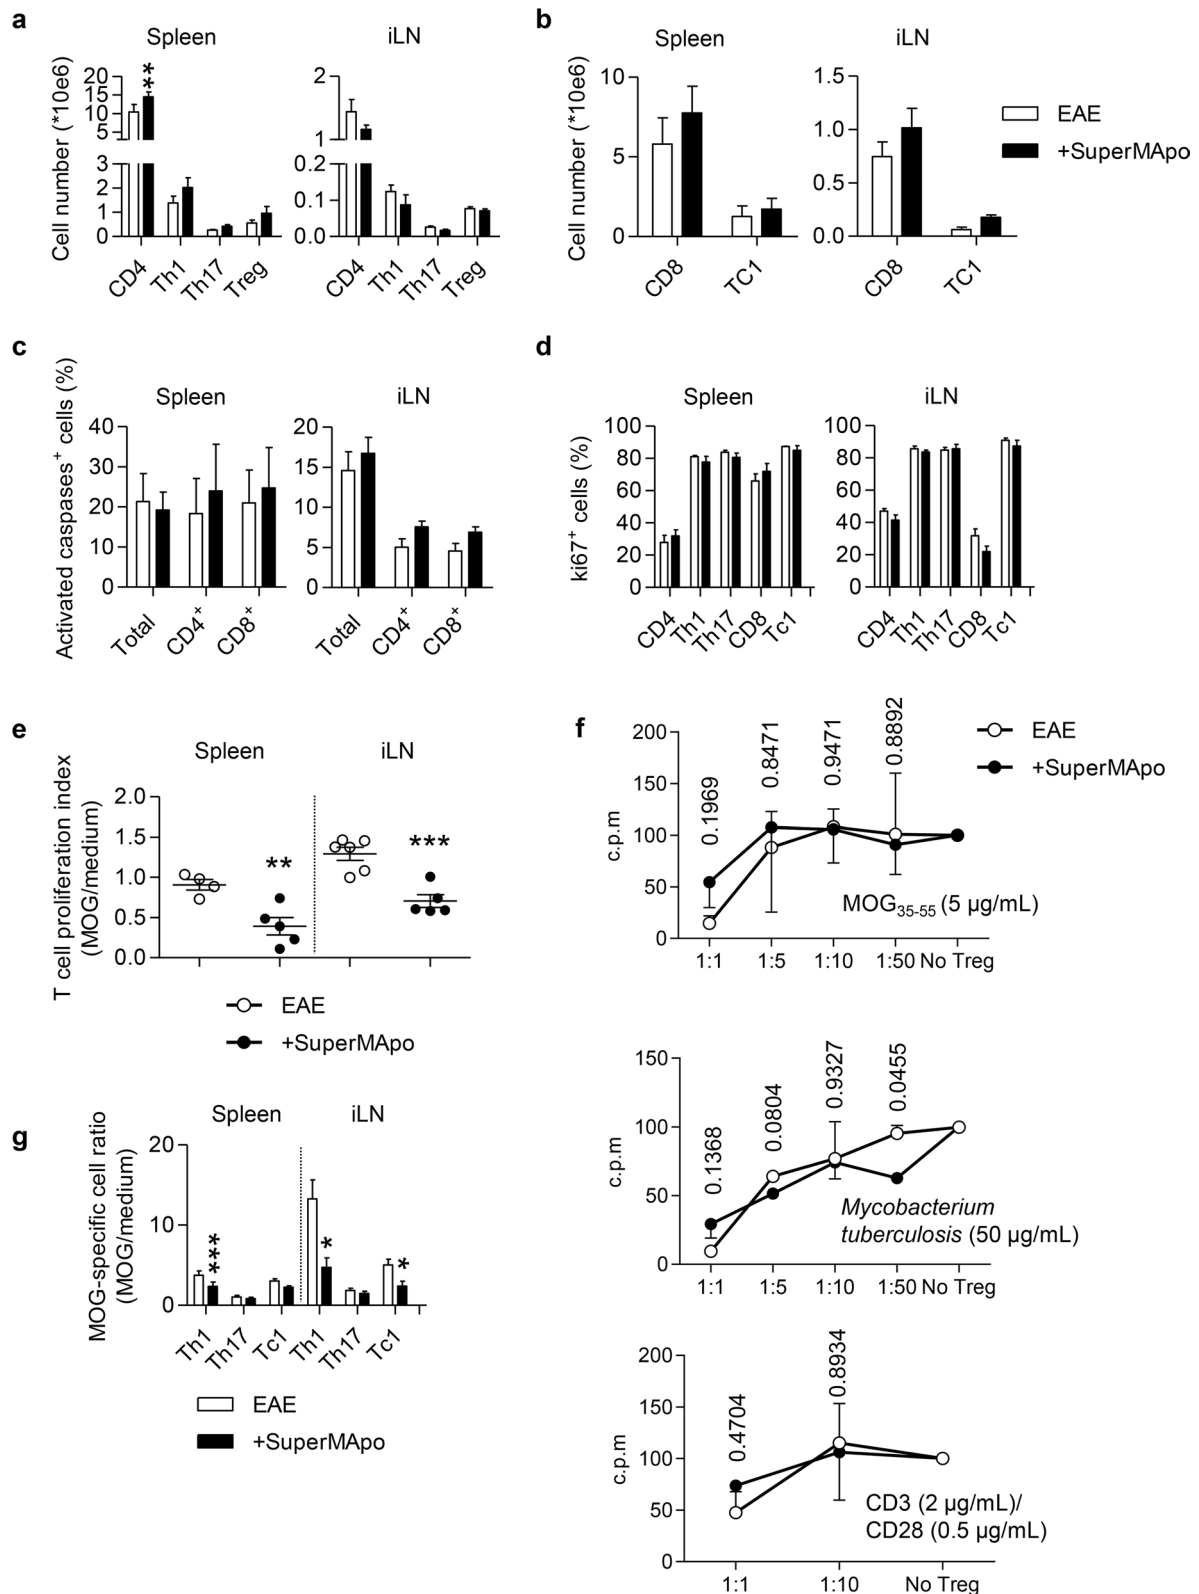 a
Spleen
iLN
Cell number (*10e6)
20
15
10
5
3
2
1
0
**
CD4
Th1
Th17
Treg
2
1
0.2
0.1
0.0
CD4
Th1
Th17
Treg
b
Spleen
iLN
Cell number (*10e6)
10
5
0
CD8
TC1
1.5
1.0
0.5
0.0
CD8
TC1
EAE
+SuperMApo
c
Spleen
iLN
Activated caspases⁺ cells (%)
40
30
20
10
0
Total
CD4⁺
CD8⁺
20
15
10
5
0
Total
CD4⁺
CD8⁺
d
Spleen
iLN
ki67⁺ cells (%)
100
80
60
40
20
0
CD4
Th1
Th17
CD8
Tc1
100
80
60
40
20
0
CD4
Th1
Th17
CD8
Tc1
e
Spleen
iLN
T cell proliferation index
(MOG/medium)
2.0
1.5
1.0
0.5
0.0
**
***
EAE
+SuperMApo
f
EAE
+SuperMApo
c.p.m
200
150
100
50
0
0.1969
0.8471
0.9471
0.8892
MOG₃₅₋₅₅ (5 µg/mL)
1:1
1:5
1:10
1:50
No Treg
c.p.m
150
100
50
0
0.1368
0.0804
0.9327
0.0455
Mycobacterium
tuberculosis (50 µg/mL)
1:1
1:5
1:10
1:50
No Treg
c.p.m
200
150
100
50
0
0.4704
0.8934
CD3 (2 µg/mL)/
CD28 (0.5 µg/mL)
1:1
1:10
No Treg
g
Spleen
iLN
MOG-specific cell ratio
(MOG/medium)
20
10
0
***
*
*
Th1
Th17
Tc1
Th1
Th17
Tc1
EAE
+SuperMApo